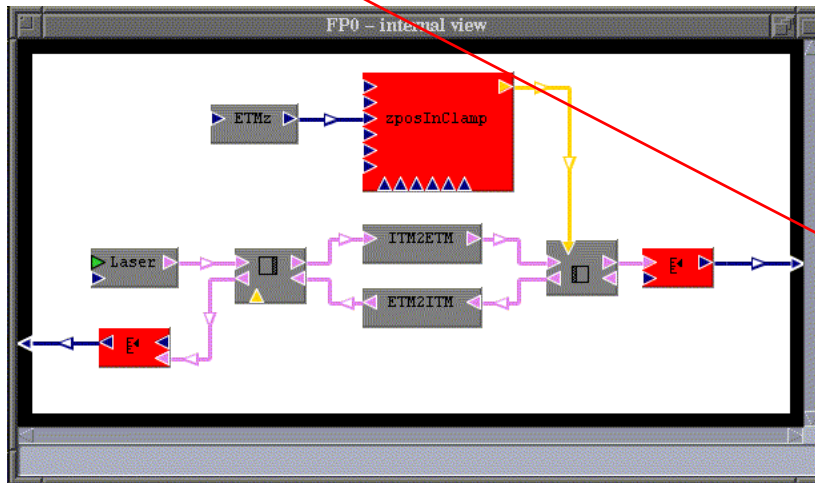 FP0 – internal view
ETMz
zposInClamp
ITM2ETM
Laser
ETM2ITM